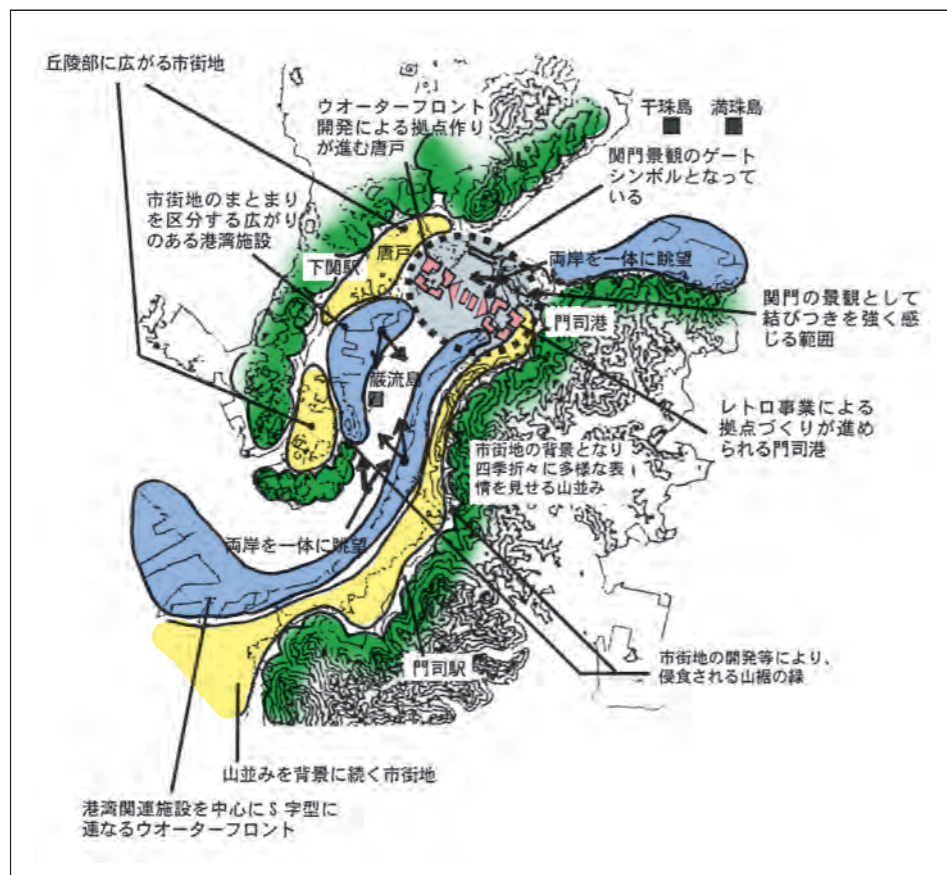 丘陵部に広がる市街地
ウオーターフロント
開発による拠点作り
が進む唐戸
干珠島
満珠島
関門景観のゲート
シンボルとなって
いる
市街地のまとまり
を区分する広がり
のある港湾施設
下関駅
唐戸
両岸を一体に眺望
門司港
関門の景観として
結びつきを強く感
じる範囲
巌流島
レトロ事業による
拠点づくりが進め
られる門司港
市街地の背景となり
四季折々に多様な表
情を見せる山並み
両岸を一体に眺望
門司駅
市街地の開発等により、
侵食される山裾の緑
山並みを背景に続く市街地
港湾関連施設を中心にS字型に
連なるウオーターフロント